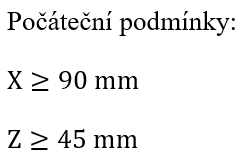 Počáteční podmínky:
X ≥ 90 mm
Z ≥ 45 mm